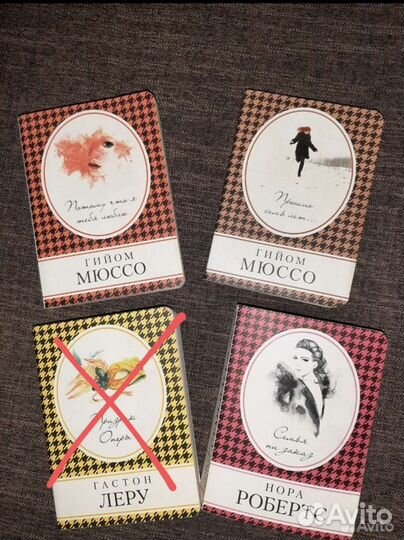 Потому что я
тебя люблю
ГИЙОМ
МЮССО
Прошло
семь лет...
ГИЙОМ
МЮССО
Призрак
Оперы
ГАСТОН
ЛЕРУ
Семья
на заказ
НОРА
РОБЕРТС
Avito